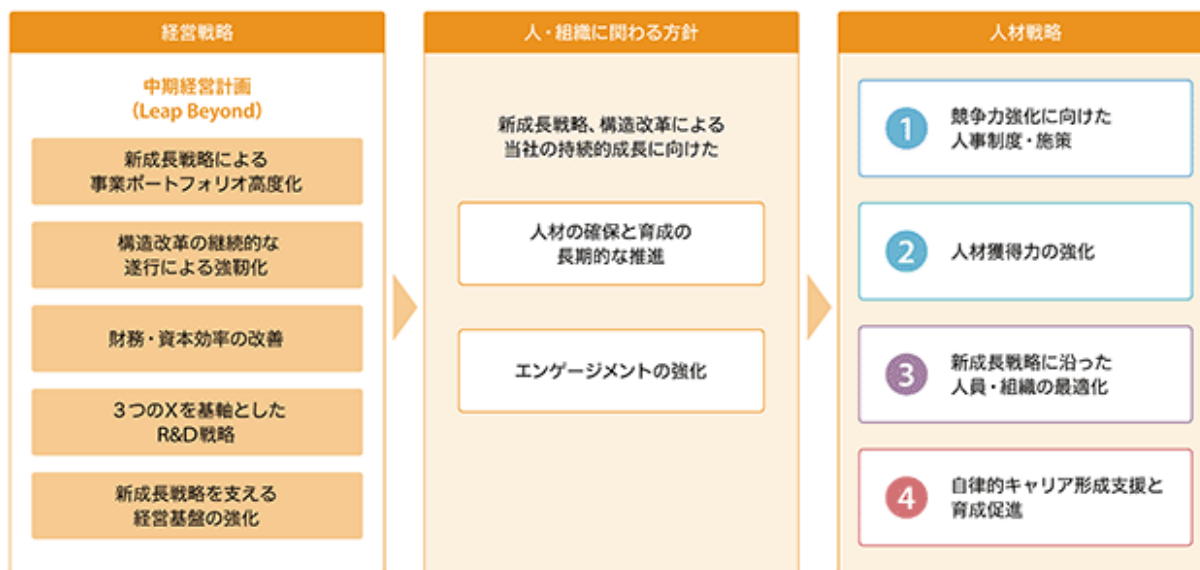 経営戦略
中期経営計画
（Leap Beyond）
新成長戦略による
事業ポートフォリオ高度化
構造改革の継続的な
遂行による強靭化
財務・資本効率の改善
3つのXを基軸とした
R&D戦略
新成長戦略を支える
経営基盤の強化
人・組織に関わる方針
新成長戦略、構造改革による
当社の持続的成長に向けた
人材の確保と育成の
長期的な推進
エンゲージメントの強化
人材戦略
1
競争力強化に向けた
人事制度・施策
2
人材獲得力の強化
3
新成長戦略に沿った
人員・組織の最適化
4
自律的キャリア形成支援と
育成促進